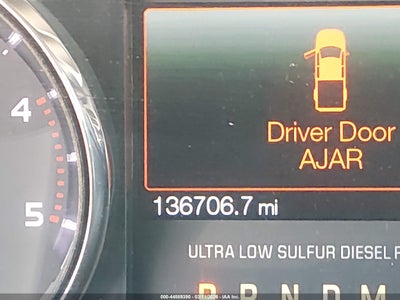 4
5
Driver Door
AJAR
136706.7 mi
ULTRA LOW SULFUR DIESEL F
P R N D M